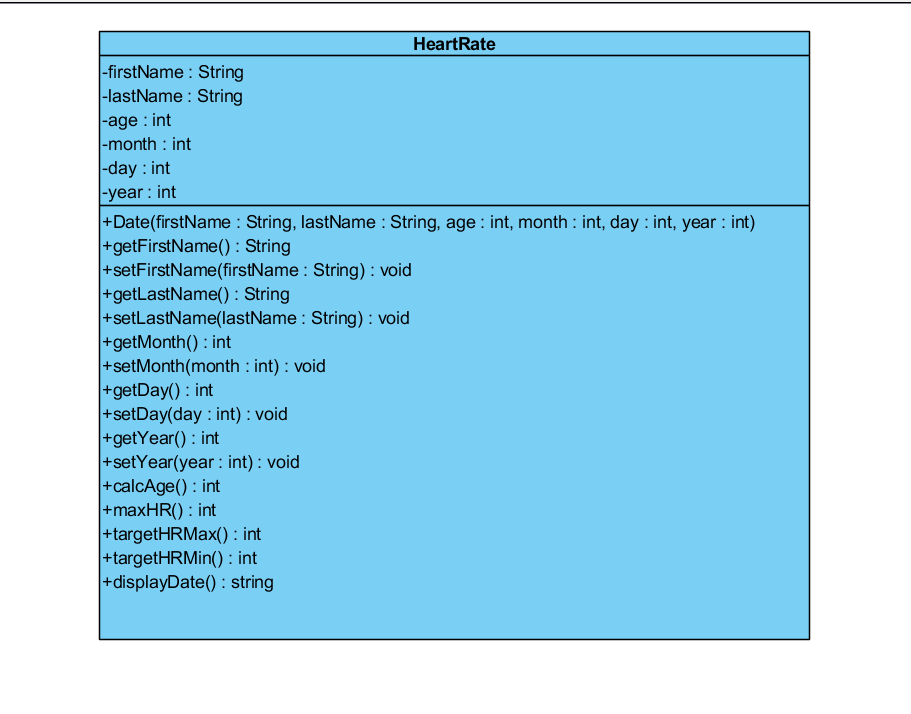 HeartRate
-firstName : String
-lastName : String
-age : int
-month : int
-day : int
-year : int
+Date(firstName : String, lastName : String, age : int, month : int, day : int, year : int)
+getFirstName() : String
+setFirstName(firstName : String) : void
+getLastName() : String
+setLastName(lastName : String) : void
+getMonth() : int
+setMonth(month : int) : void
+getDay() : int
+setDay(day : int) : void
+getYear() : int
+setYear(year : int) : void
+calcAge() : int
+maxHR() : int
+targetHRMax() : int
+targetHRMin() : int
+displayDate() : string